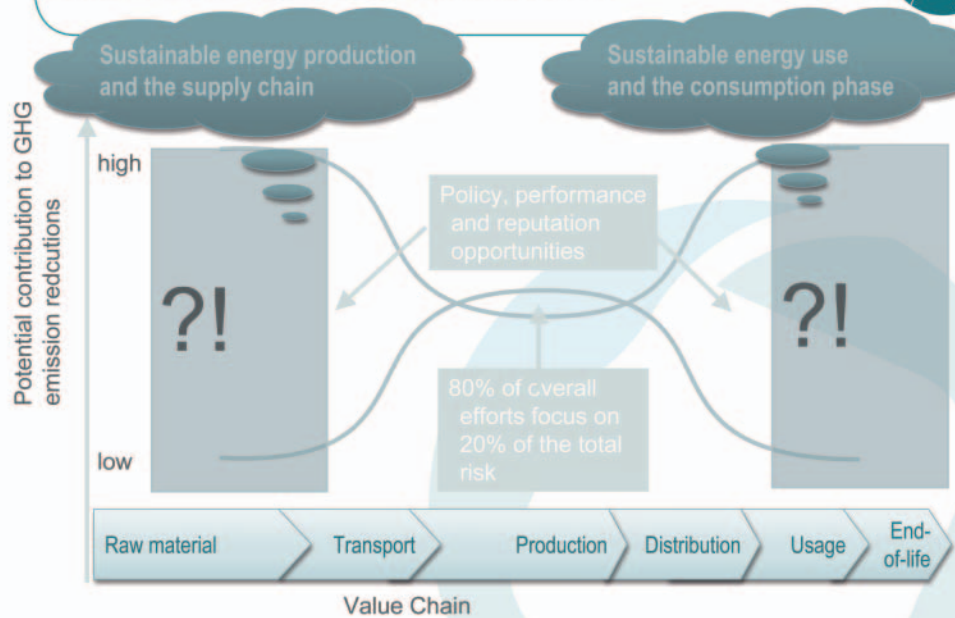 Sustainable energy production
and the supply chain
Sustainable energy use
and the consumption phase
Potential contribution to GHG
emission redcutions
high
low
?!
Policy, performance
and reputation
opportunities
?!
80% of overall
efforts focus on
20% of the total
risk
Raw material
Transport
Production
Distribution
Usage
End-
of-life
Value Chain